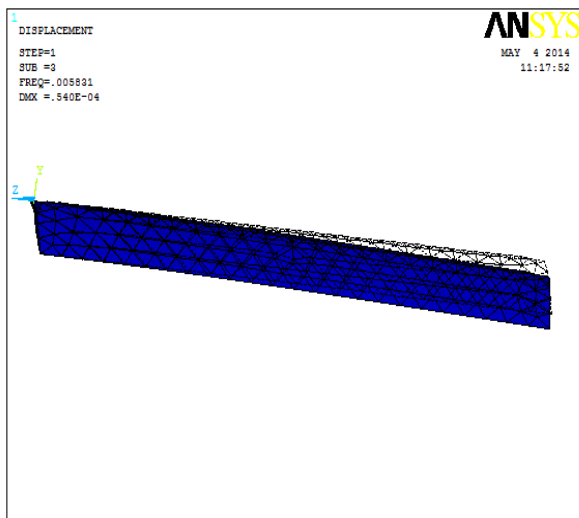 1
DISPLACEMENT
STEP=1
SUB =3
FREQ=.005831
DMX =.540E-04
ANSYS
MAY 4 2014
11:17:52
Y
Z